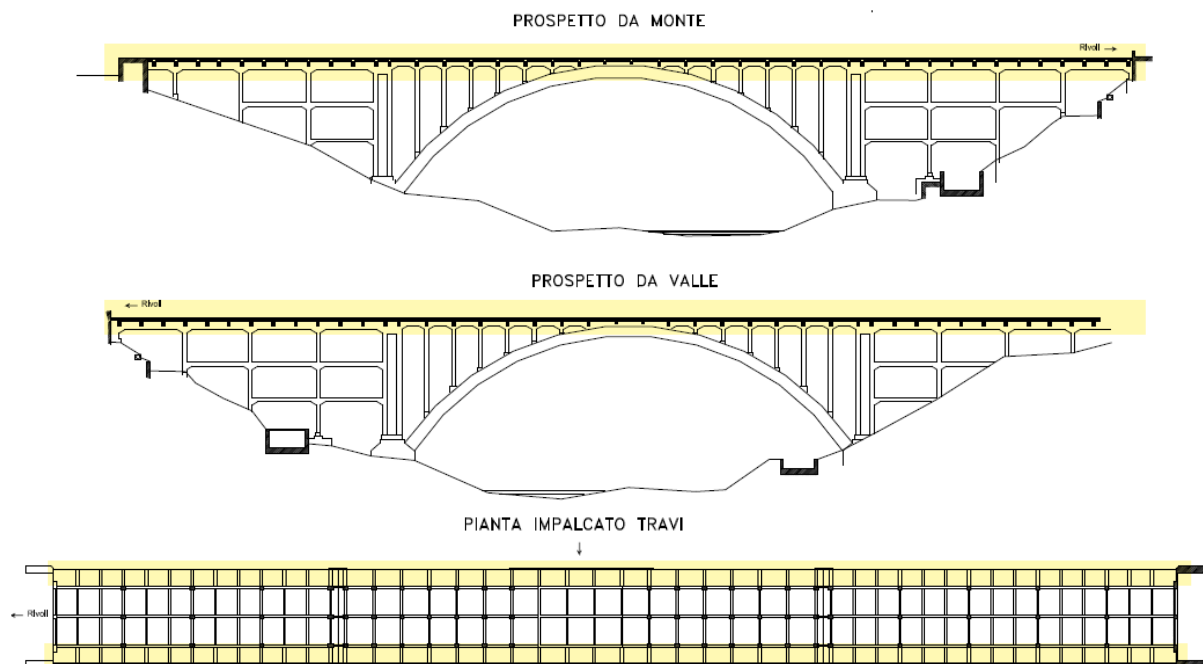 PROSPETTO DA MONTE
Rivoli →
PROSPETTO DA VALLE
← Rivoli
PIANTA IMPALCATO TRAVI
← Rivoli